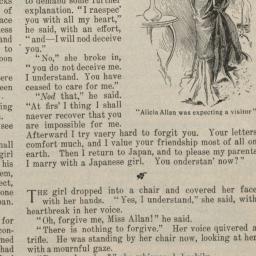 to demand some further
explanation. "I raespec'
you with all my heart,"
he said, with an effort,
"and—I will nod deceive
you."
"No," she broke in,
"you do not deceive me.
I understand. You have
ceased to care for me."
"Nod that," he said.
"At firs' I thing I shall
naever recover that you
are impossible for me.
Afterward I try vaery hard to forgit you. Your letters
comfort much, and I value your friendship most of all on
earth. Then I return to Japan, and to please my parents
I marry with a Japanese girl. You onderstan' now?"
"Alicia Allan was expecting a visitor
THE girl dropped into a chair and covered her face
with her hands. "Yes, I understand," she said, with
heartbreak in her voice.
"Oh, forgive me, Miss Allan!" he said.
"There is nothing to forgive." Her voice quivered a
trifle. He was standing by her chair now, looking at her
with a mournful gaze.